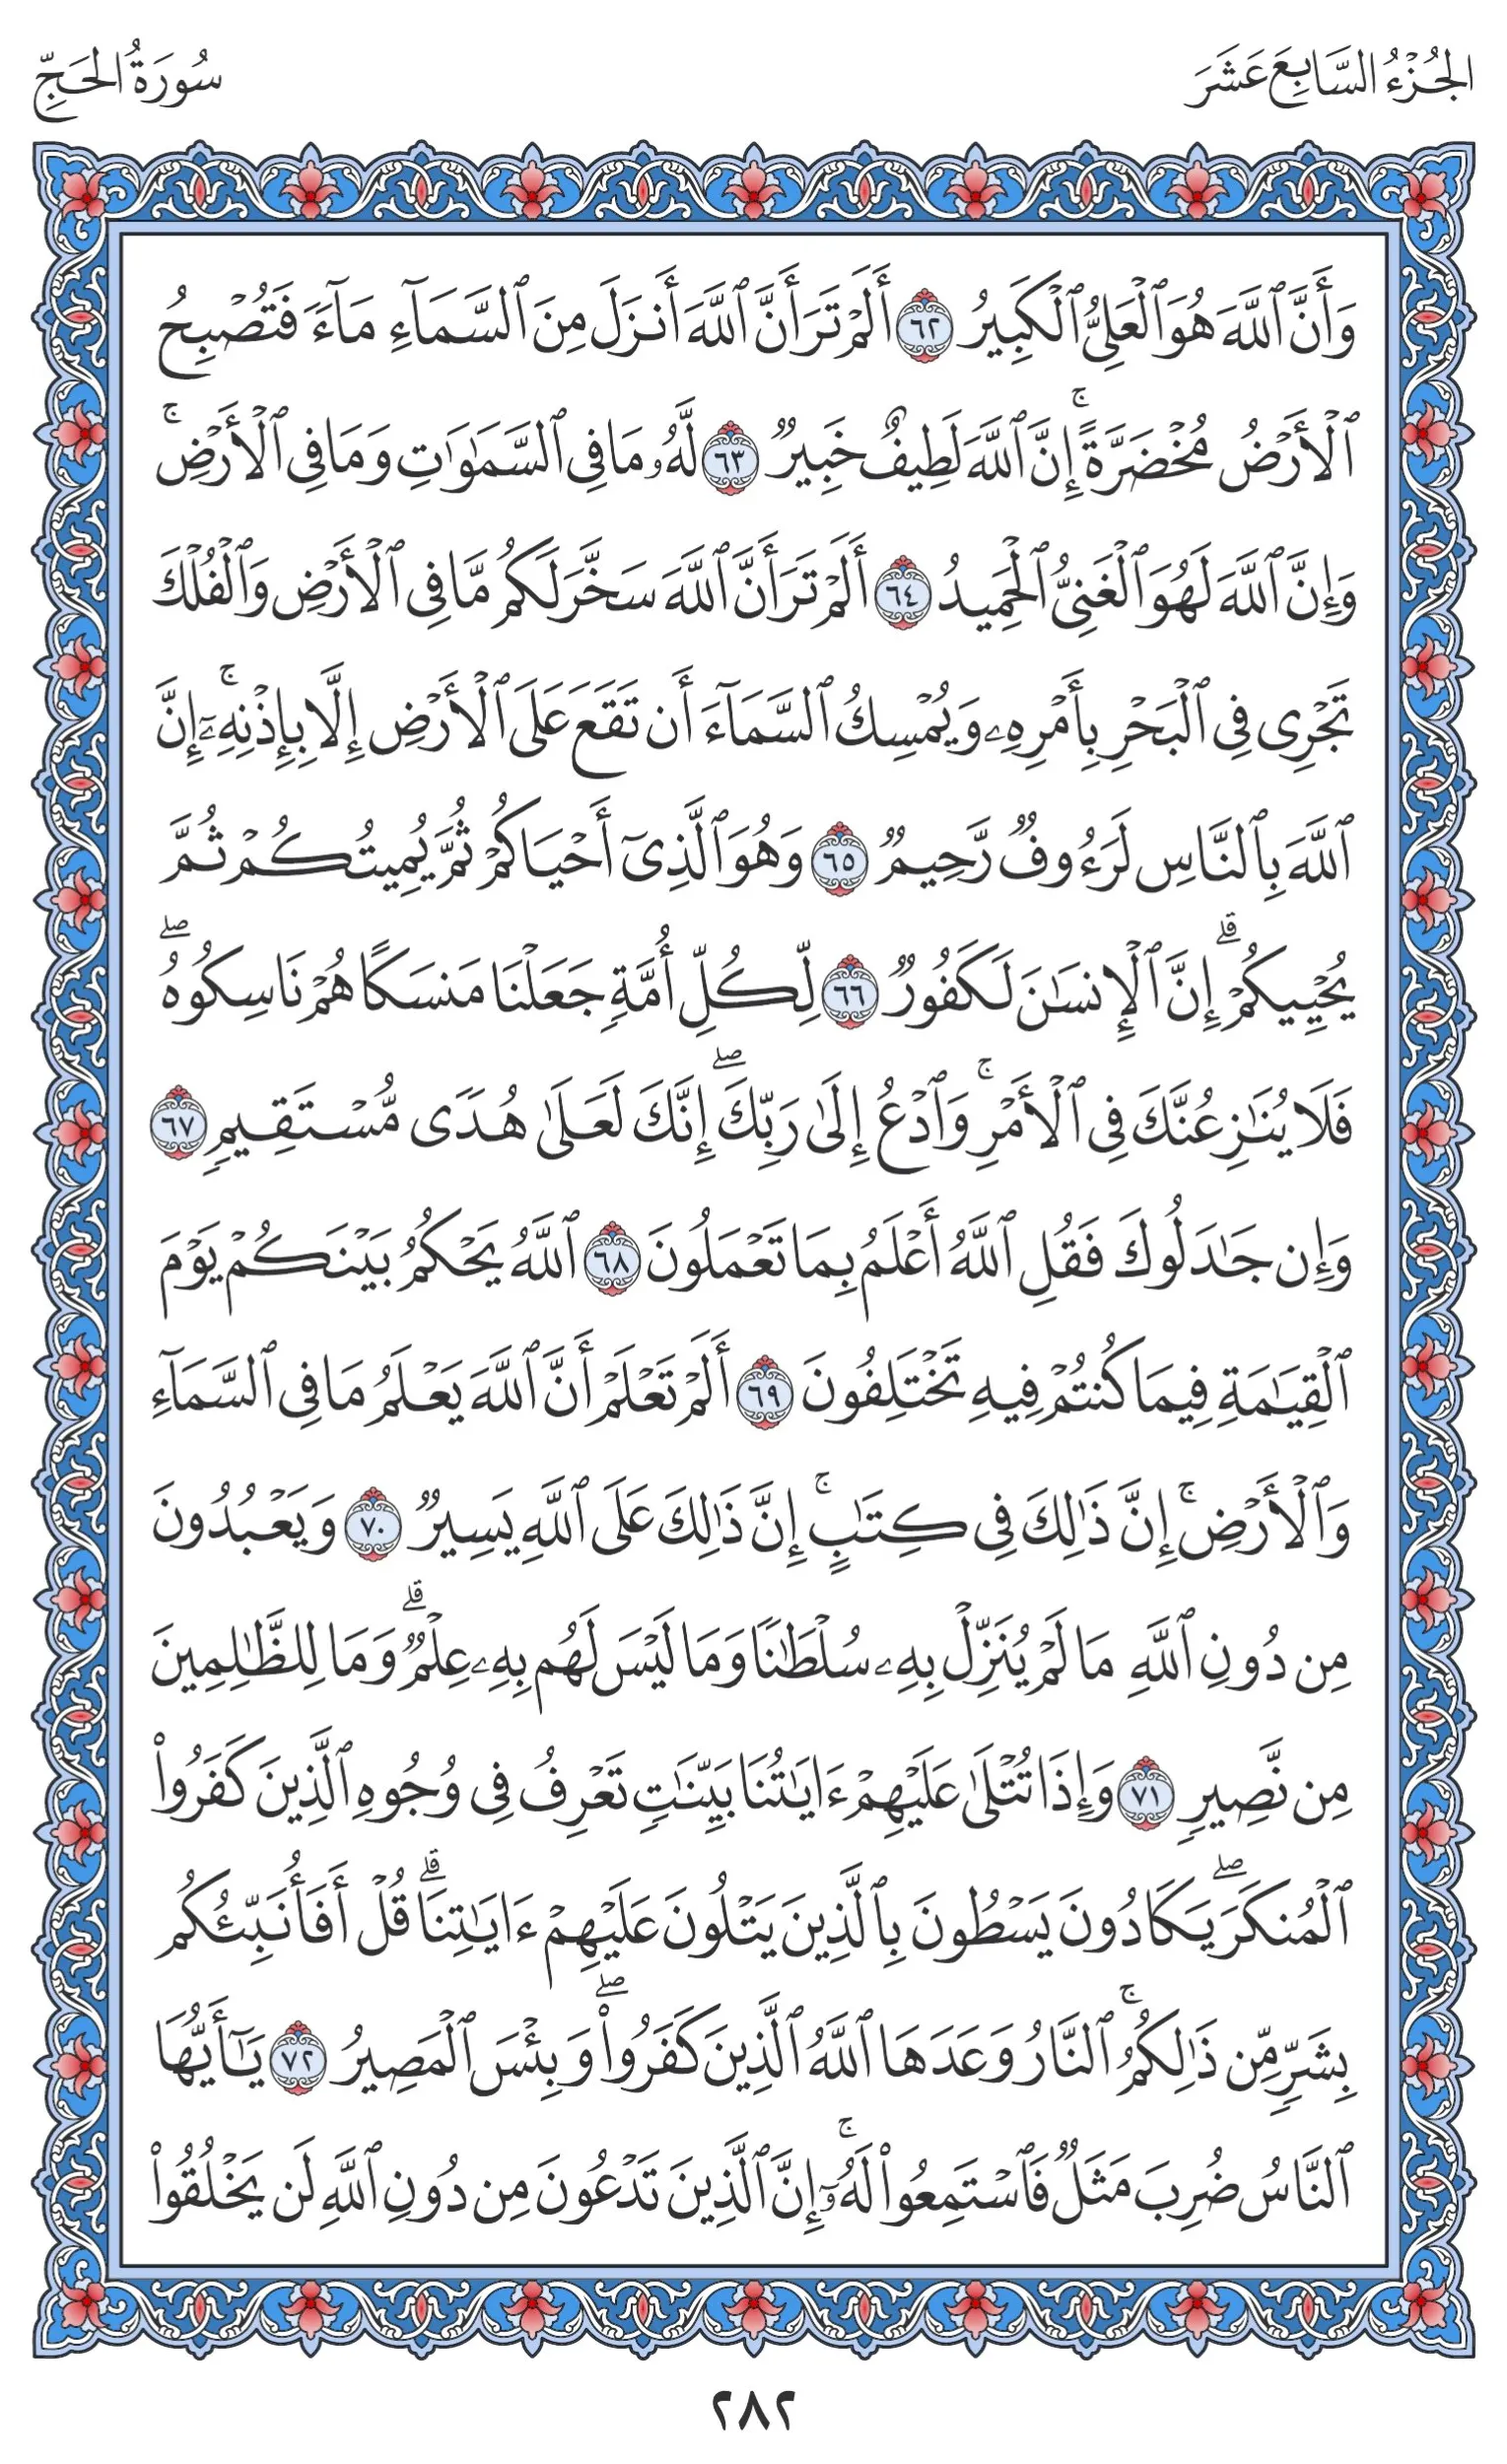 الجُزْءُ السَّابِعَ عَشَرَ
سُورَةُ الحَجِّ
وَأَنَّ ٱللَّهَ هُوَ ٱلْعَلِىُّ ٱلْكَبِيرُ ٦٢ أَلَمْ تَرَ أَنَّ ٱللَّهَ أَنزَلَ مِنَ ٱلسَّمَآءِ مَآءً فَتُصْبِحُ
ٱلْأَرْضُ مُخْضَرَّةً ۚ إِنَّ ٱللَّهَ لَطِيفٌ خَبِيرٌ ٦٣ لَّهُۥ مَا فِى ٱلسَّمَٰوَٰتِ وَمَا فِى ٱلْأَرْضِ ۚ
وَإِنَّ ٱللَّهَ لَهُوَ ٱلْغَنِىُّ ٱلْحَمِيدُ ٦٤ أَلَمْ تَرَ أَنَّ ٱللَّهَ سَخَّرَ لَكُم مَّا فِى ٱلْأَرْضِ وَٱلْفُلْكَ
تَجْرِى فِى ٱلْبَحْرِ بِأَمْرِهِۦ وَيُمْسِكُ ٱلسَّمَآءَ أَن تَقَعَ عَلَى ٱلْأَرْضِ إِلَّا بِإِذْنِهِۦٓ ۚ إِنَّ
ٱللَّهَ بِٱلنَّاسِ لَرَءُوفٌ رَّحِيمٌ ٦٥ وَهُوَ ٱلَّذِىٓ أَحْيَاكُمْ ثُمَّ يُمِيتُكُمْ ثُمَّ
يُحْيِيكُمْ ۗ إِنَّ ٱلْإِنسَٰنَ لَكَفُورٌ ٦٦ لِّكُلِّ أُمَّةٍ جَعَلْنَا مَنسَكًا هُمْ نَاسِكُوهُ ۖ
فَلَا يُنَٰزِعُنَّكَ فِى ٱلْأَمْرِ ۚ وَٱدْعُ إِلَىٰ رَبِّكَ ۖ إِنَّكَ لَعَلَىٰ هُدًى مُّسْتَقِيمٍ ٦٧
وَإِن جَٰدَلُوكَ فَقُلِ ٱللَّهُ أَعْلَمُ بِمَا تَعْمَلُونَ ٦٨ ٱللَّهُ يَحْكُمُ بَيْنَكُمْ يَوْمَ
ٱلْقِيَٰمَةِ فِيمَا كُنتُمْ فِيهِ تَخْتَلِفُونَ ٦٩ أَلَمْ تَعْلَمْ أَنَّ ٱللَّهَ يَعْلَمُ مَا فِى ٱلسَّمَآءِ
وَٱلْأَرْضِ ۚ إِنَّ ذَٰلِكَ فِى كِتَٰبٍ ۚ إِنَّ ذَٰلِكَ عَلَى ٱللَّهِ يَسِيرٌ ٧٠ وَيَعْبُدُونَ
مِن دُونِ ٱللَّهِ مَا لَمْ يُنَزِّلْ بِهِۦ سُلْطَٰنًا وَمَا لَيْسَ لَهُم بِهِۦ عِلْمٌ ۗ وَمَا لِلظَّٰلِمِينَ
مِن نَّصِيرٍ ٧١ وَإِذَا تُتْلَىٰ عَلَيْهِمْ ءَايَٰتُنَا بَيِّنَٰتٍ تَعْرِفُ فِى وُجُوهِ ٱلَّذِينَ كَفَرُوا۟
ٱلْمُنكَرَ ۖ يَكَادُونَ يَسْطُونَ بِٱلَّذِينَ يَتْلُونَ عَلَيْهِمْ ءَايَٰتِنَا ۗ قُلْ أَفَأُنَبِّئُكُم
بِشَرٍّ مِّن ذَٰلِكُمُ ۚ ٱلنَّارُ وَعَدَهَا ٱللَّهُ ٱلَّذِينَ كَفَرُوا۟ ۖ وَبِئْسَ ٱلْمَصِيرُ ٧٢ يَٰٓأَيُّهَا
ٱلنَّاسُ ضُرِبَ مَثَلٌ فَٱسْتَمِعُوا۟ لَهُۥٓ ۚ إِنَّ ٱلَّذِينَ تَدْعُونَ مِن دُونِ ٱللَّهِ لَن يَخْلُقُوا۟
٢٨٢